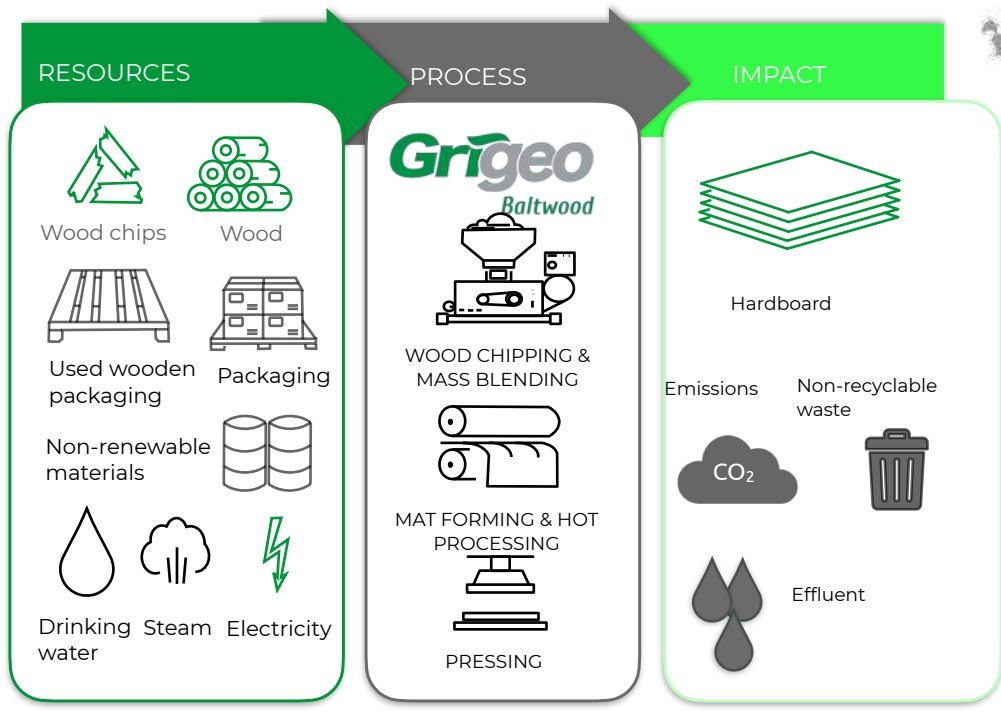 RESOURCES
PROCESS
IMPACT
Wood chips
Wood
Used wooden
packaging
Packaging
Non-renewable
materials
Drinking
water
Steam
Electricity
Grigeo
Baltwood
WOOD CHIPPING &
MASS BLENDING
MAT FORMING & HOT
PROCESSING
PRESSING
Hardboard
Emissions
Non-recyclable
waste
CO₂
Effluent